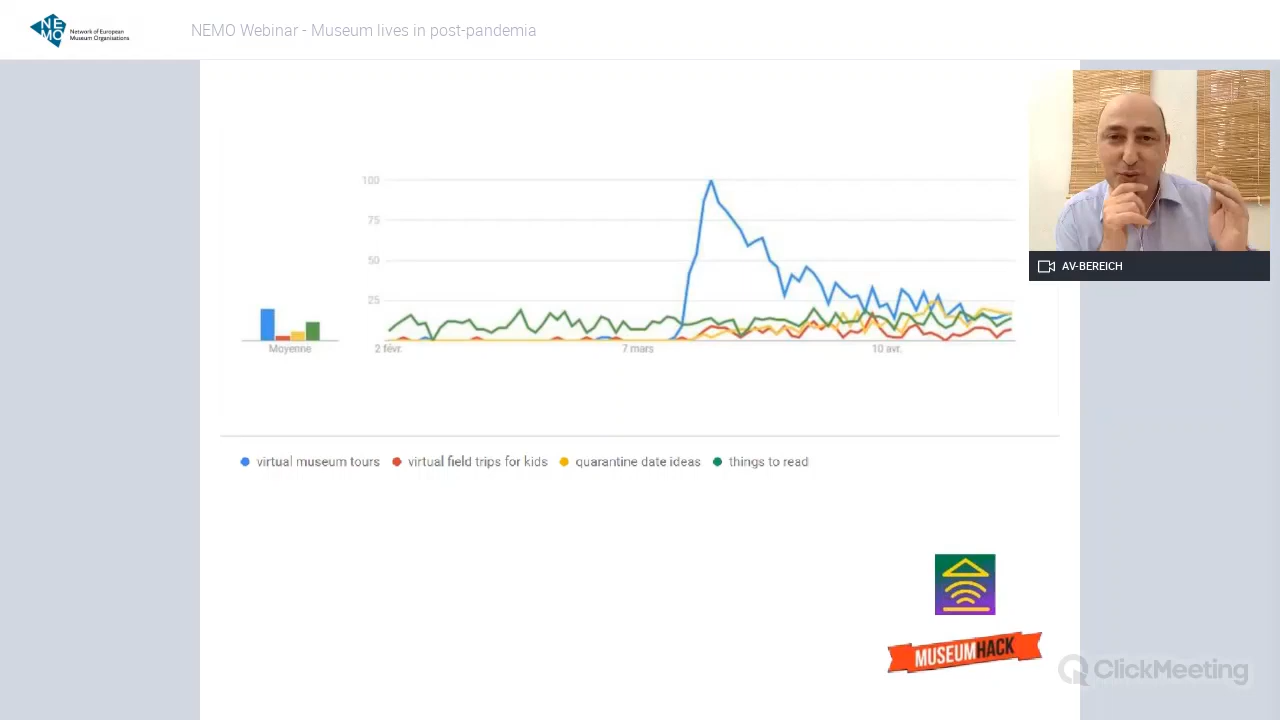 NE
MO
Network of European
Museum Organisations
NEMO Webinar - Museum lives in post-pandemia
AV-BEREICH
100
75
50
25
Moyenne
2 févr.
7 mars
10 avr.
virtual museum tours
virtual field trips for kids
quarantine date ideas
things to read
MUSEUMHACK
ClickMeeting